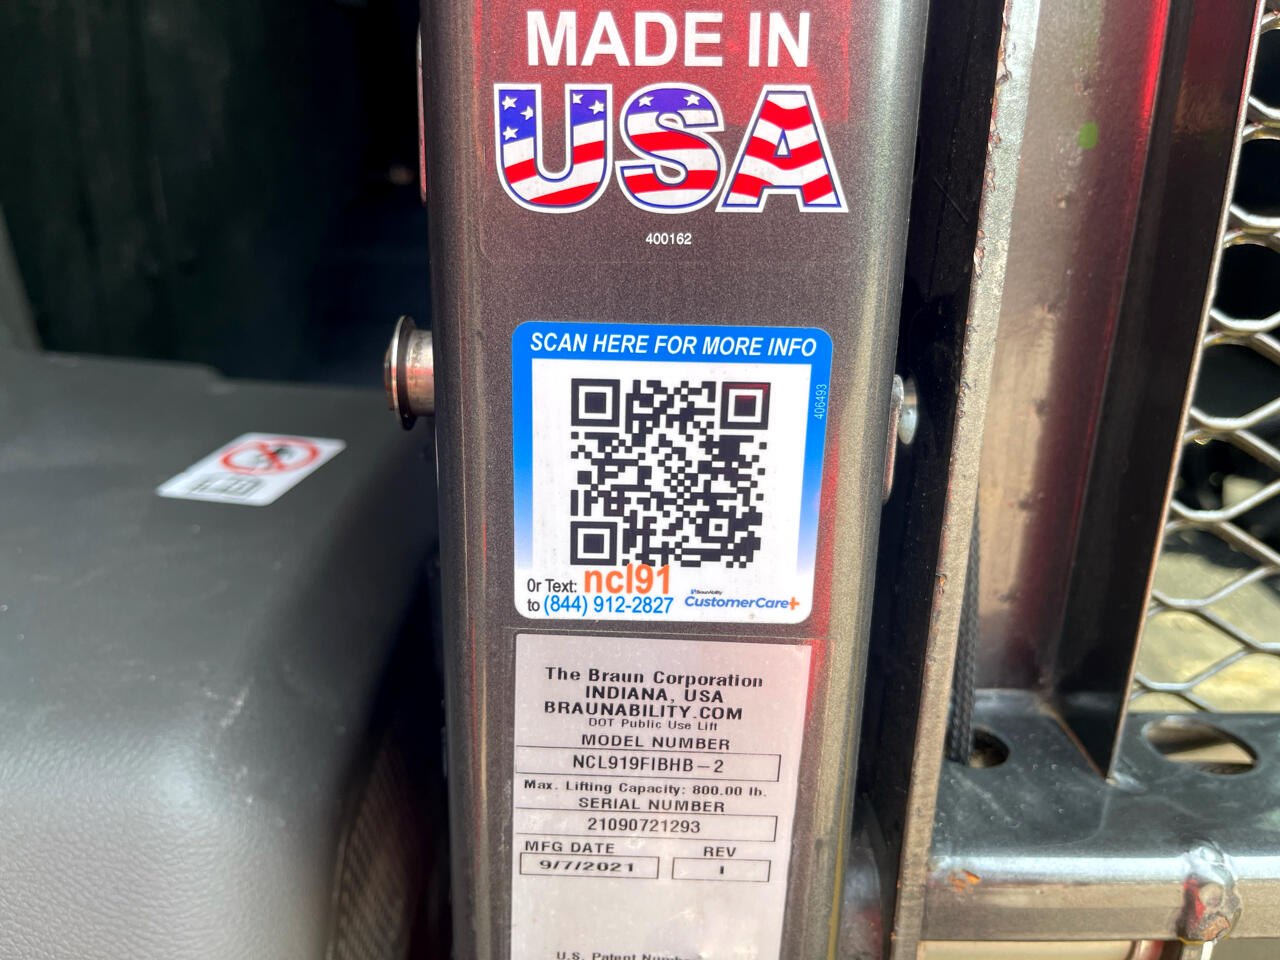 MADE IN
USA
400162
SCAN HERE FOR MORE INFO
406493
Or Text: ncl91
to (844) 912-2827
BraunAbility
CustomerCare+
The Braun Corporation
INDIANA, USA
BRAUNABILITY.COM
DOT Public Use Lift
MODEL NUMBER
NCL919FIBHB-2
Max. Lifting Capacity: 800.00 lb.
SERIAL NUMBER
21090721293
MFG DATE REV
9/7/2021 1
U.S. Patent